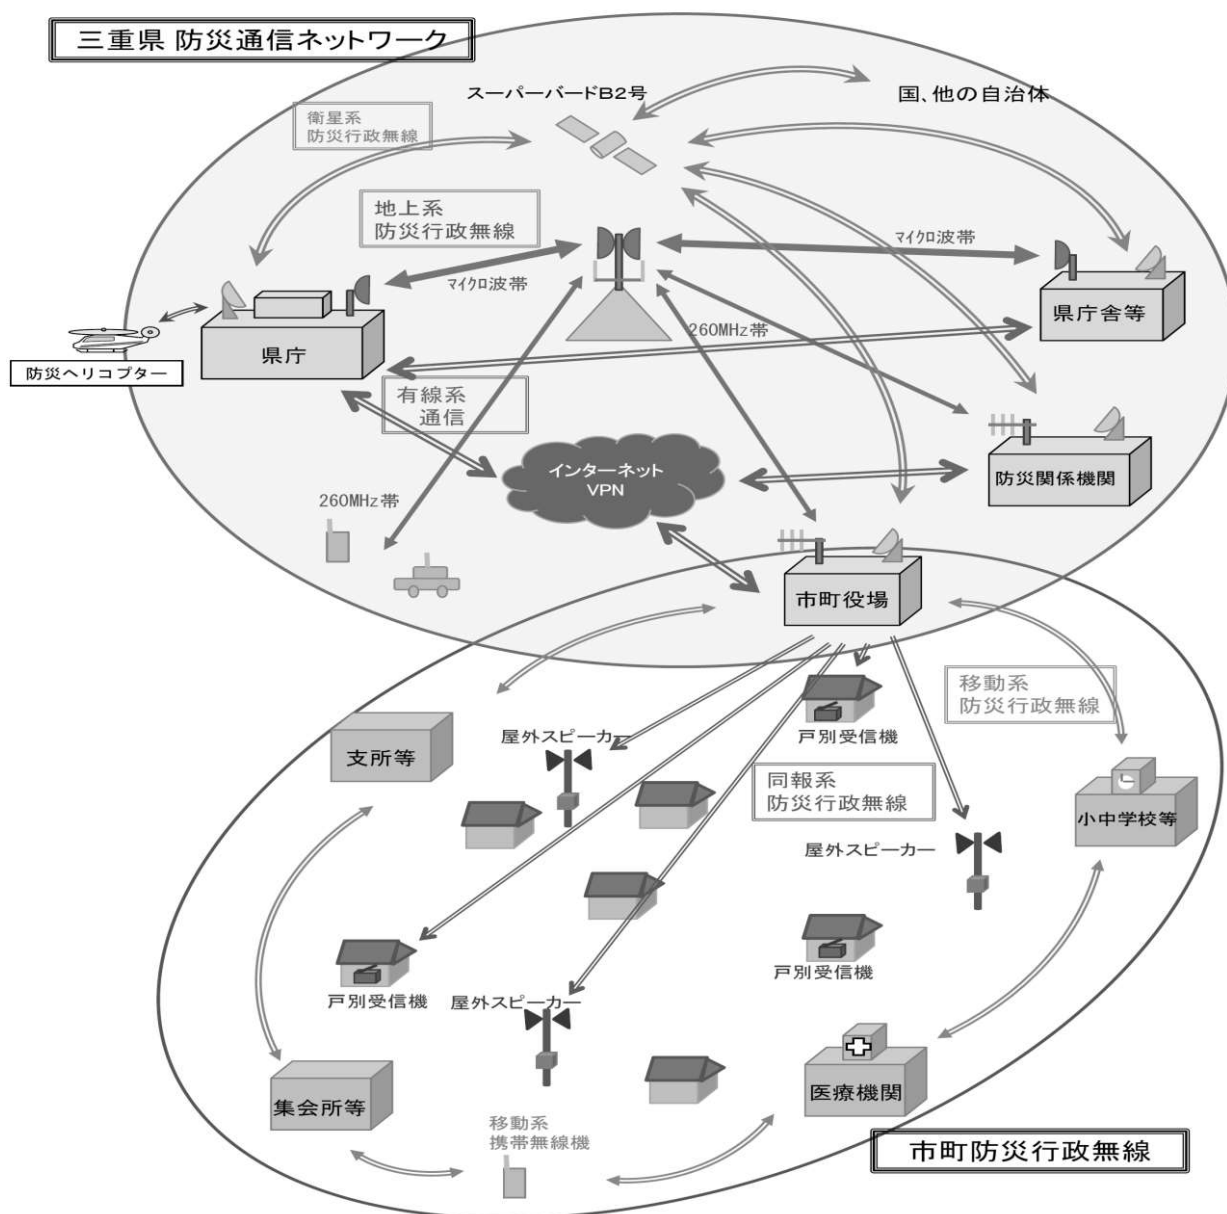 三重県 防災通信ネットワーク
スーパーバードB2号
国、他の自治体
衛星系
防災行政無線
地上系
防災行政無線
マイクロ波帯
マイクロ波帯
県庁舎等
260MHz帯
県庁
防災ヘリコプター
有線系
通信
インターネット
VPN
防災関係機関
260MHz帯
市町役場
移動系
防災行政無線
戸別受信機
屋外スピーカー
支所等
同報系
防災行政無線
小中学校等
屋外スピーカー
戸別受信機
戸別受信機
屋外スピーカー
医療機関
集会所等
移動系
携帯無線機
市町防災行政無線